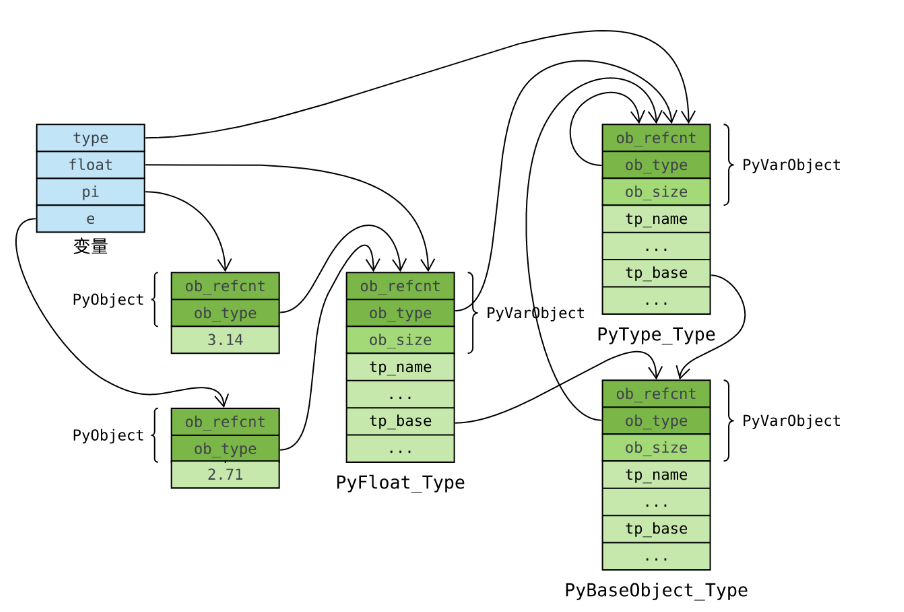 type
float
pi
e
变量
PyObject
ob_refcnt
ob_type
3.14
PyObject
ob_refcnt
ob_type
2.71
ob_refcnt
ob_type
ob_size
tp_name
...
tp_base
...
PyVarObject
PyFloat_Type
ob_refcnt
ob_type
ob_size
tp_name
...
tp_base
...
PyVarObject
PyType_Type
ob_refcnt
ob_type
ob_size
tp_name
...
tp_base
...
PyVarObject
PyBaseObject_Type